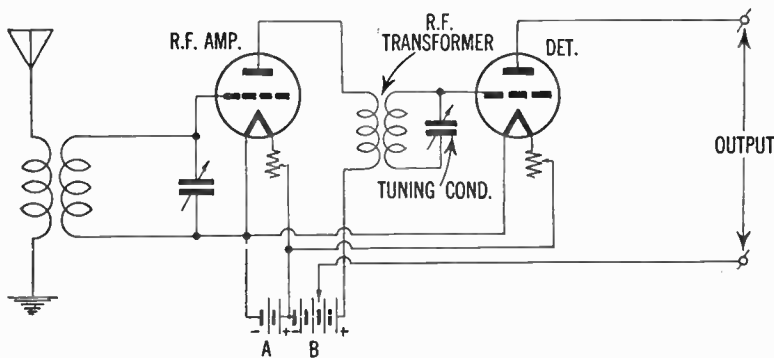 R.F. AMP.
R.F.
TRANSFORMER
DET.
TUNING COND.
OUTPUT
- + - +
A B